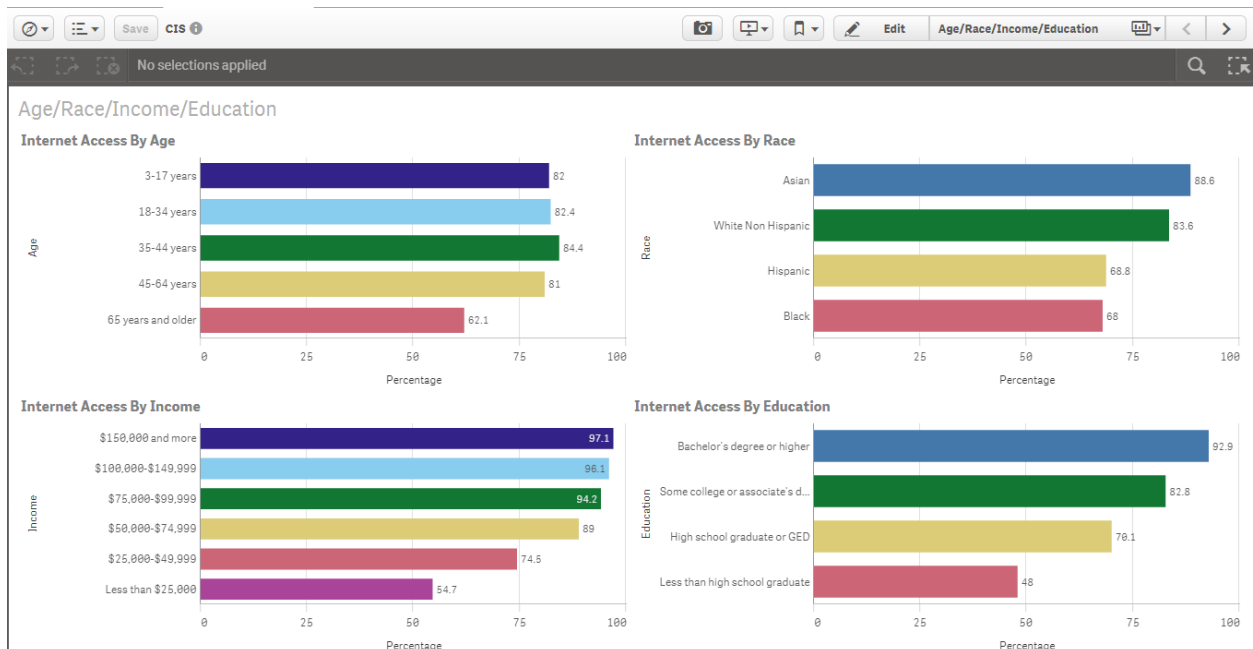 Save CIS Edit Age/Race/Income/Education
No selections applied
Age/Race/Income/Education
Internet Access By Age
Age
3-17 years 82
18-34 years 82.4
35-44 years 84.4
45-64 years 81
65 years and older 62.1
0 25 50 75 100
Percentage
Internet Access By Race
Race
Asian 88.6
White Non Hispanic 83.6
Hispanic 68.8
Black 68
0 25 50 75 100
Percentage
Internet Access By Income
Income
$150,000 and more 97.1
$100,000-$149,999 96.1
$75,000-$99,999 94.2
$50,000-$74,999 89
$25,000-$49,999 74.5
Less than $25,000 54.7
0 25 50 75 100
Percentage
Internet Access By Education
Education
Bachelor's degree or higher 92.9
Some college or associate's d... 82.8
High school graduate or GED 70.1
Less than high school graduate 48
0 25 50 75 100
Percentage